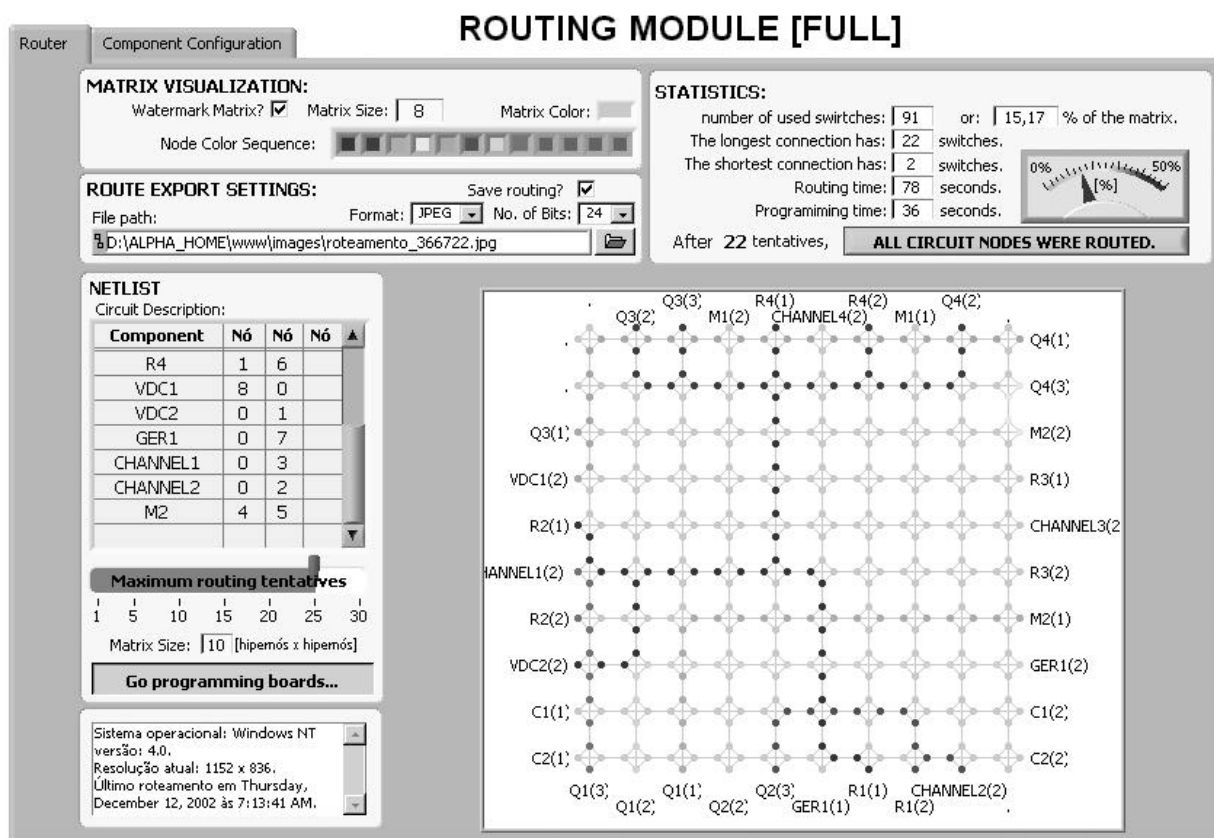 ROUTING MODULE [FULL]
Router
Component Configuration
MATRIX VISUALIZATION:
Watermark Matrix? Matrix Size: 8 Matrix Color:
Node Color Sequence:
STATISTICS:
number of used swirtches: 91 or: 15,17 % of the matrix.
The longest connection has: 22 switches.
The shortest connection has: 2 switches.
Routing time: 78 seconds.
Programiming time: 36 seconds.
0% 50%
[%]
After 22 tentatives, ALL CIRCUIT NODES WERE ROUTED.
ROUTE EXPORT SETTINGS: Save routing?
File path: Format: JPEG No. of Bits: 24
D:\ALPHA_HOME\www\images\roteamento_366722.jpg
NETLIST
Circuit Description:
Component Nó Nó Nó
R4 1 6
VDC1 8 0
VDC2 0 1
GER1 0 7
CHANNEL1 0 3
CHANNEL2 0 2
M2 4 5
Maximum routing tentatives
1 5 10 15 20 25 30
Matrix Size: 10 [hipernós x hipernós]
Go programming boards...
Sistema operacional: Windows NT
versão: 4.0.
Resolução atual: 1152 x 836.
Último roteamento em Thursday,
December 12, 2002 às 7:13:41 AM.
. Q3(3) R4(1) R4(2) Q4(2)
Q3(2) M1(2) CHANNEL4(2) M1(1) .
. Q4(1)
. Q4(3)
Q3(1) M2(2)
VDC1(2) R3(1)
R2(1) CHANNEL3(2
HANNEL1(2) R3(2)
R2(2) M2(1)
VDC2(2) GER1(2)
C1(1) C1(2)
C2(1) C2(2)
Q1(3) Q1(1) Q2(3) R1(1) CHANNEL2(2)
Q1(2) Q2(2) GER1(1) R1(2) .